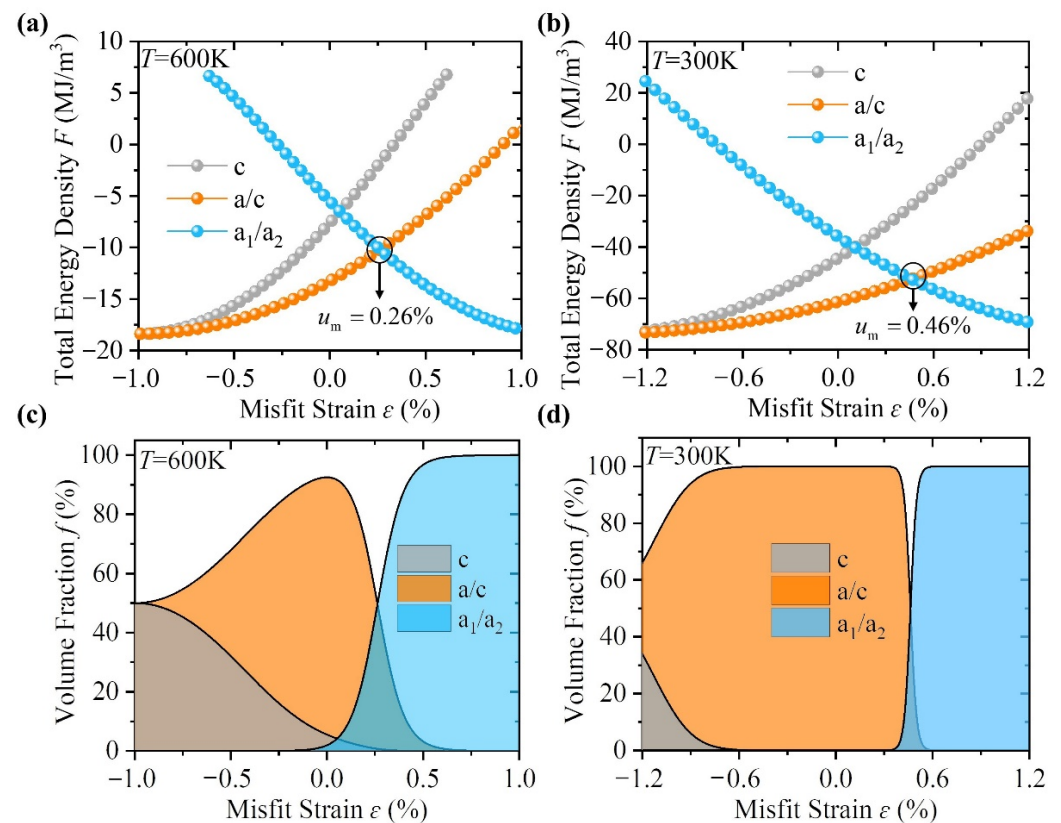 (a)
T=600K
Total Energy Density F (MJ/m³)
10
5
0
−5
−10
−15
−20
c
a/c
a₁/a₂
uₘ = 0.26%
−1.0
−0.5
0.0
0.5
1.0
Misfit Strain ε (%)
(b)
T=300K
Total Energy Density F (MJ/m³)
40
20
0
−20
−40
−60
−80
c
a/c
a₁/a₂
uₘ = 0.46%
−1.2
−0.6
0.0
0.6
1.2
Misfit Strain ε (%)
(c)
T=600K
Volume Fraction f (%)
100
80
60
40
20
0
c
a/c
a₁/a₂
−1.0
−0.5
0.0
0.5
1.0
Misfit Strain ε (%)
(d)
T=300K
Volume Fraction f (%)
100
80
60
40
20
0
c
a/c
a₁/a₂
−1.2
−0.6
0.0
0.6
1.2
Misfit Strain ε (%)